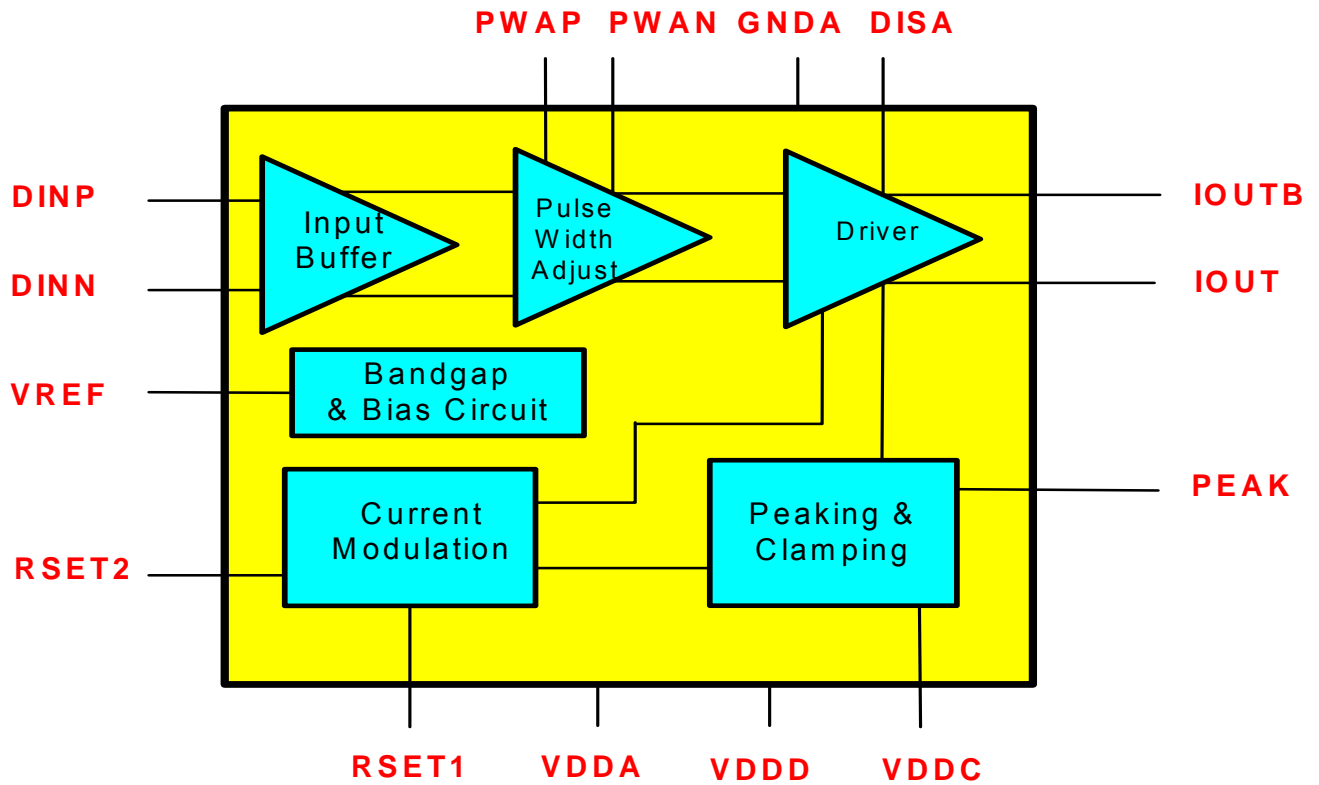 PWAP PWAN GNDA DISA
DINP
Input
Buffer
Pulse
Width
Adjust
Driver
IOUTB
DINN
IOUT
VREF
Bandgap
& Bias Circuit
Current
Modulation
Peaking &
Clamping
PEAK
RSET2
RSET1 VDDA VDDD VDDC